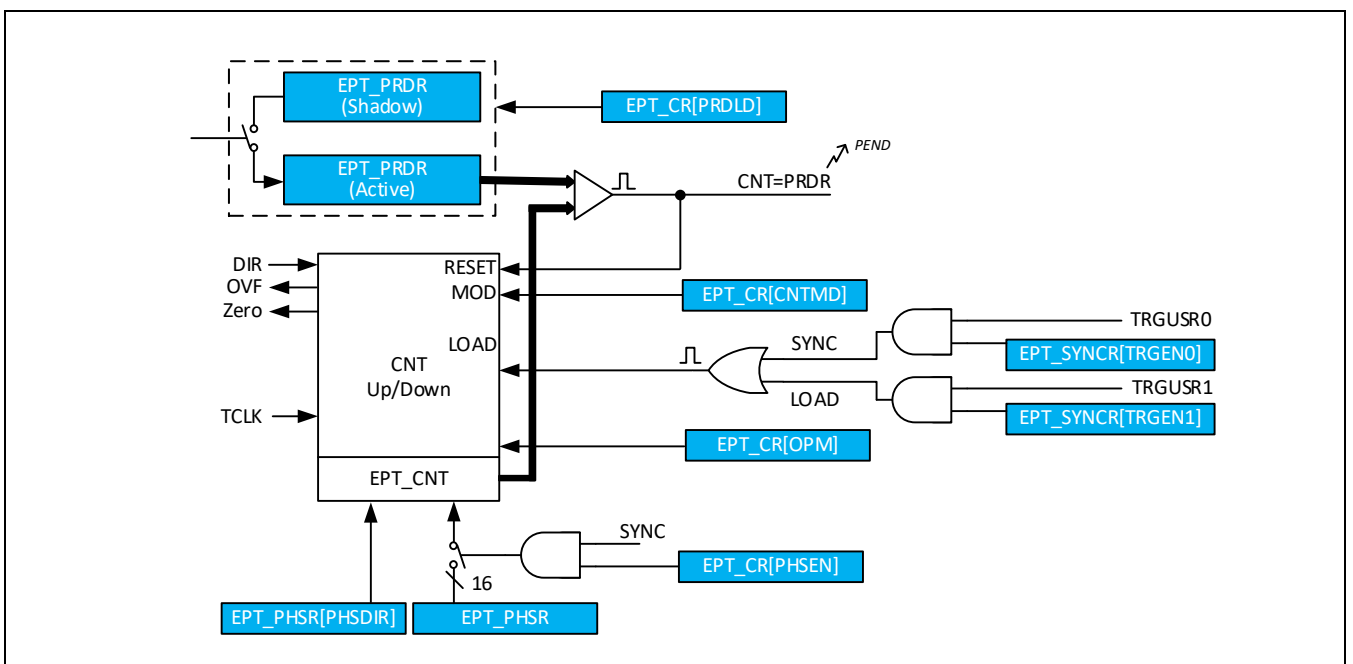 EPT_PRDR
(Shadow)
EPT_CR[PRDLD]
PEND
EPT_PRDR
(Active)
CNT=PRDR
DIR
OVF
Zero
RESET
MOD
EPT_CR[CNTMD]
TRGUSR0
SYNC
EPT_SYNCR[TRGEN0]
LOAD
CNT
Up/Down
TRGUSR1
LOAD
EPT_SYNCR[TRGEN1]
TCLK
EPT_CR[OPM]
EPT_CNT
SYNC
EPT_CR[PHSEN]
16
EPT_PHSR[PHSDIR]
EPT_PHSR